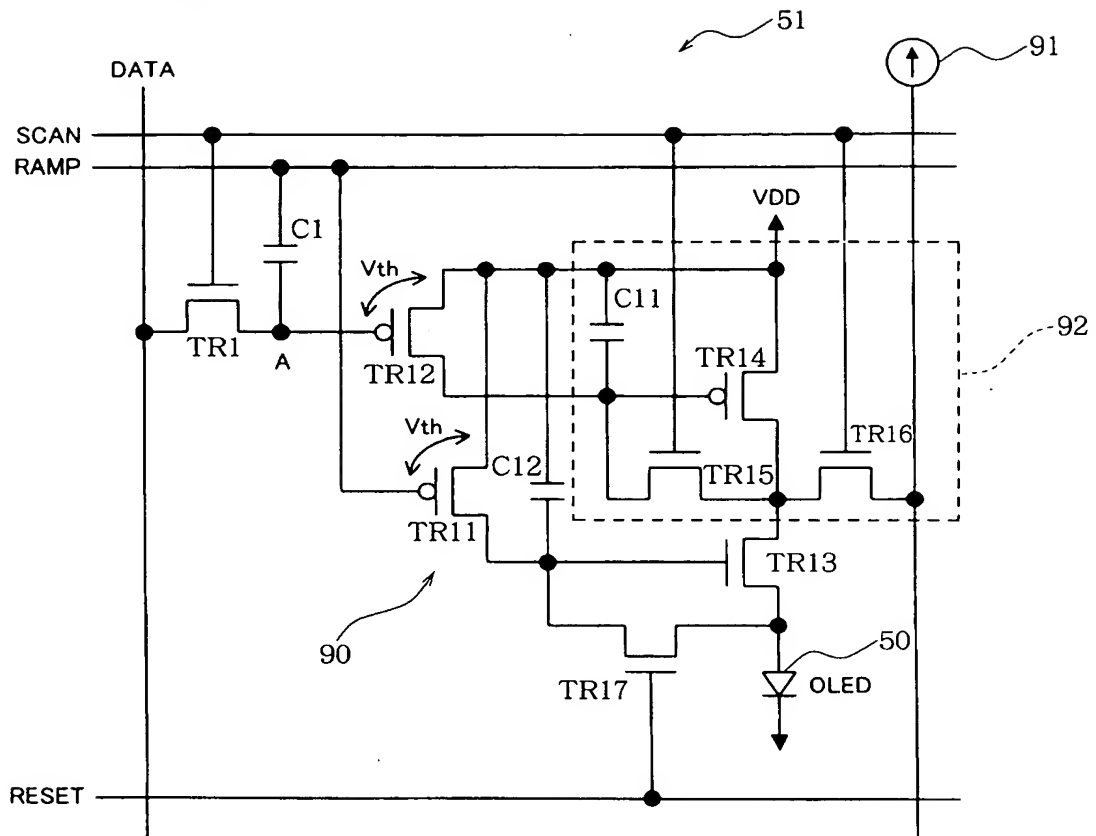 51
91
DATA
SCAN
RAMP
VDD
C1
Vth
C11
92
TR1
A
TR12
TR14
Vth
TR16
C12
TR15
TR11
TR13
90
50
TR17
OLED
RESET